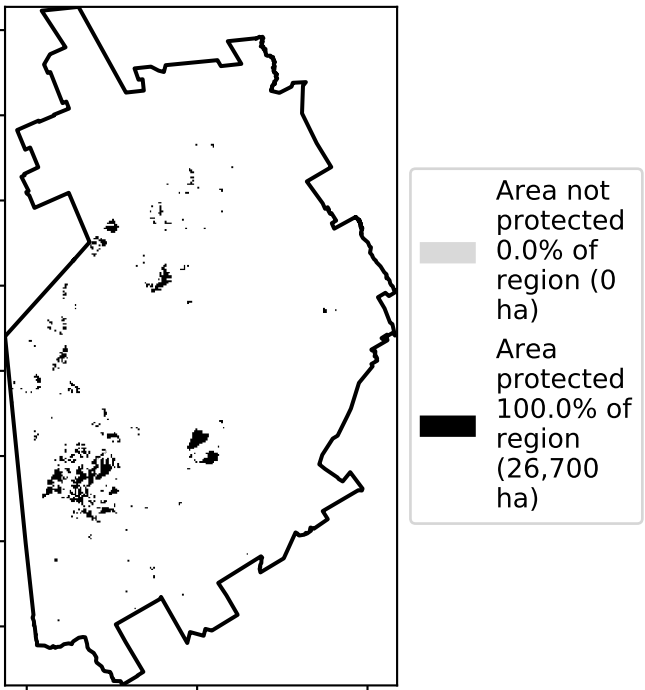 Area not
protected
0.0% of
region (0
ha)
Area
protected
100.0% of
region
(26,700
ha)